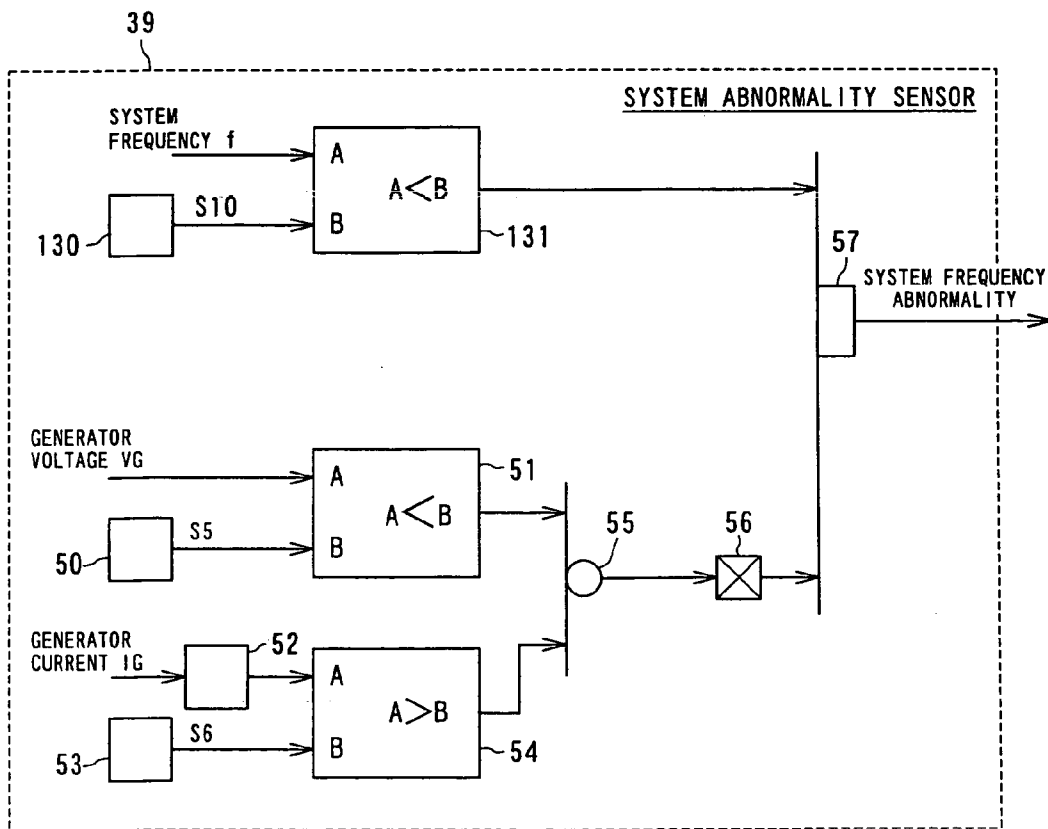 39
SYSTEM ABNORMALITY SENSOR
SYSTEM
FREQUENCY f
A
A<B
B
S10
130
131
57
SYSTEM FREQUENCY
ABNORMALITY
GENERATOR
VOLTAGE VG
A
A<B
B
51
S5
50
55
56
GENERATOR
CURRENT IG
52
A
A>B
B
S6
53
54